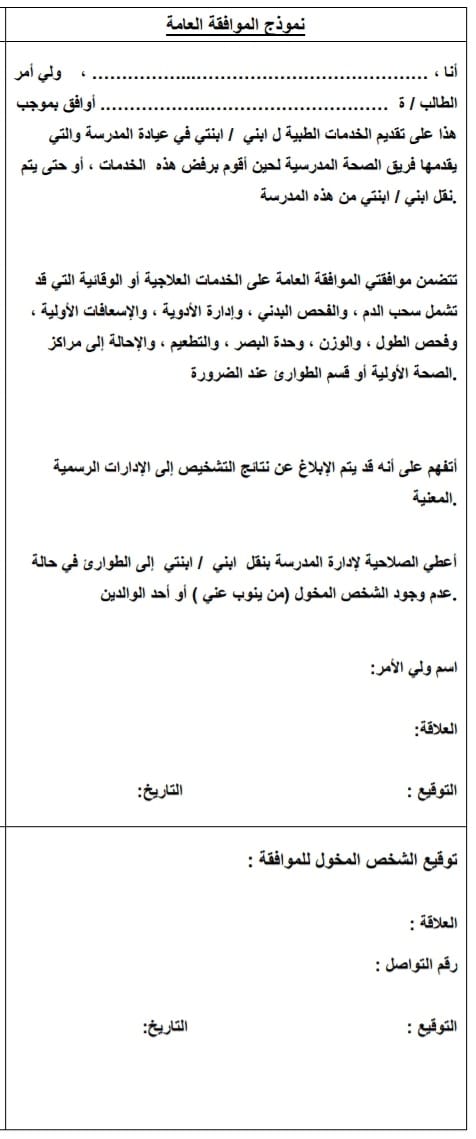 نموذج الموافقة العامة
أنا ، ........................................................ ، ولي أمر
الطالب / ة ........................................................ أوافق بموجب
هذا على تقديم الخدمات الطبية ل ابني / ابنتي في عيادة المدرسة والتي
يقدمها فريق الصحة المدرسية لحين أقوم برفض هذه الخدمات ، أو حتى يتم
.نقل ابني / ابنتي من هذه المدرسة
تتضمن موافقتي الموافقة العامة على الخدمات العلاجية أو الوقائية التي قد
تشمل سحب الدم ، والفحص البدني ، وإدارة الأدوية ، والإسعافات الأولية ،
وفحص الطول ، والوزن ، وحدة البصر ، والتطعيم ، والإحالة إلى مراكز
.الصحة الأولية أو قسم الطوارئ عند الضرورة
أتفهم على أنه قد يتم الإبلاغ عن نتائج التشخيص إلى الإدارات الرسمية
.المعنية
أعطي الصلاحية لإدارة المدرسة بنقل ابني / ابنتي إلى الطوارئ في حالة
.عدم وجود الشخص المخول (من ينوب عني ) أو أحد الوالدين
اسم ولي الأمر:
العلاقة:
التوقيع : التاريخ:
توقيع الشخص المخول للموافقة :
العلاقة :
رقم التواصل :
التوقيع : التاريخ: